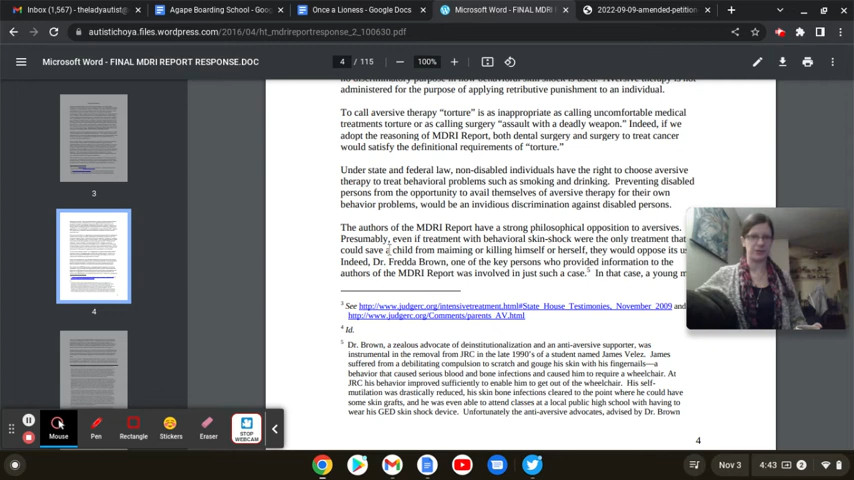 Inbox (1,567) - theladyautist@
Agape Boarding School - Goo
Once a Lioness - Google Docs
Microsoft Word - FINAL MDRI
2022-09-09-amended-petition
autistichoya.com/2016/04/ht_mdrireportresponse_2_100630.pdf
Microsoft Word - FINAL MDRI REPORT RESPONSE.DOC
4 / 115
100%
no discriminatory purpose in how behavioral skin shock is used. Aversive therapy is not
administered for the purpose of applying retributive punishment to an individual.
To call aversive therapy “torture” is as inappropriate as calling uncomfortable medical
treatments torture or as calling surgery “assault with a deadly weapon.” Indeed, if we
adopt the reasoning of MDRI Report, both dental surgery and surgery to treat cancer
would satisfy the definitional requirements of “torture.”
Under state and federal law, non-disabled individuals have the right to choose aversive
therapy to treat behavioral problems such as smoking and drinking. Preventing disabled
persons from the opportunity to avail themselves of aversive therapy for their own
behavior problems, would be an invidious discrimination against disabled persons.
The authors of the MDRI Report have a strong philosophical opposition to aversives.
Presumably, even if treatment with behavioral skin-shock were the only treatment that
could save a child from maiming or killing himself or herself, they would oppose its u
Indeed, Dr. Fredda Brown, one of the key persons who provided information to the
authors of the MDRI Report was involved in just such a case.5 In that case, a young m
3 See http://www.judgerc.org/intensivetreatment.html#State_House_Testimonies,_November_2009 and
http://www.judgerc.org/Comments/parents_AV.html
4 Id.
5 Dr. Brown, a zealous advocate of deinstitutionalization and an anti-aversive supporter, was
instrumental in the removal from JRC in the late 1990’s of a student named James Velez. James
suffered from a debilitating compulsion to scratch and gouge his skin with his fingernails—a
behavior that caused serious blood and bone infections and caused him to require a wheelchair. At
JRC his behavior improved sufficiently to enable him to get out of the wheelchair. His self-
mutilation was drastically reduced, his skin bone infections cleared to the point where he could have
some skin grafts, and he was even able to attend classes at a local public high school with having to
wear his GED skin shock device. Unfortunately the anti-aversive advocates, advised by Dr. Brown
4
3
4
Mouse
Pen
Rectangle
Stickers
Eraser
STOP
WEBCAM
Nov 3
4:43
2